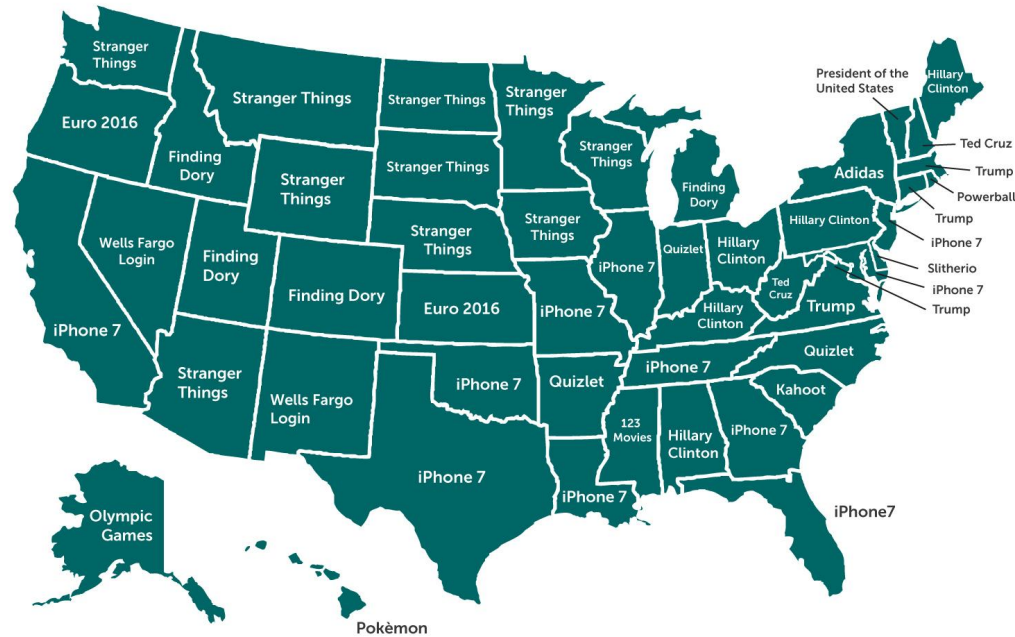 Stranger
Things
Euro 2016
Finding
Dory
Stranger Things
Stranger
Things
Stranger Things
Stranger Things
Stranger
Things
Stranger
Things
Stranger
Things
Stranger
Things
Finding
Dory
Wells Fargo
Login
Finding
Dory
Finding Dory
Euro 2016
iPhone 7
iPhone 7
iPhone 7
Quizlet
Hillary
Clinton
Stranger
Things
Wells Fargo
Login
iPhone 7
iPhone 7
Quizlet
iPhone 7
123
Movies
Hillary
Clinton
iPhone 7
iPhone7
Kahoot
Quizlet
iPhone 7
Hillary
Clinton
Ted
Cruz
Trump
Hillary Clinton
Adidas
President of the
United States
Hillary
Clinton
Ted Cruz
Trump
Powerball
Trump
iPhone 7
Slitherio
iPhone 7
Trump
Olympic
Games
Pokèmon